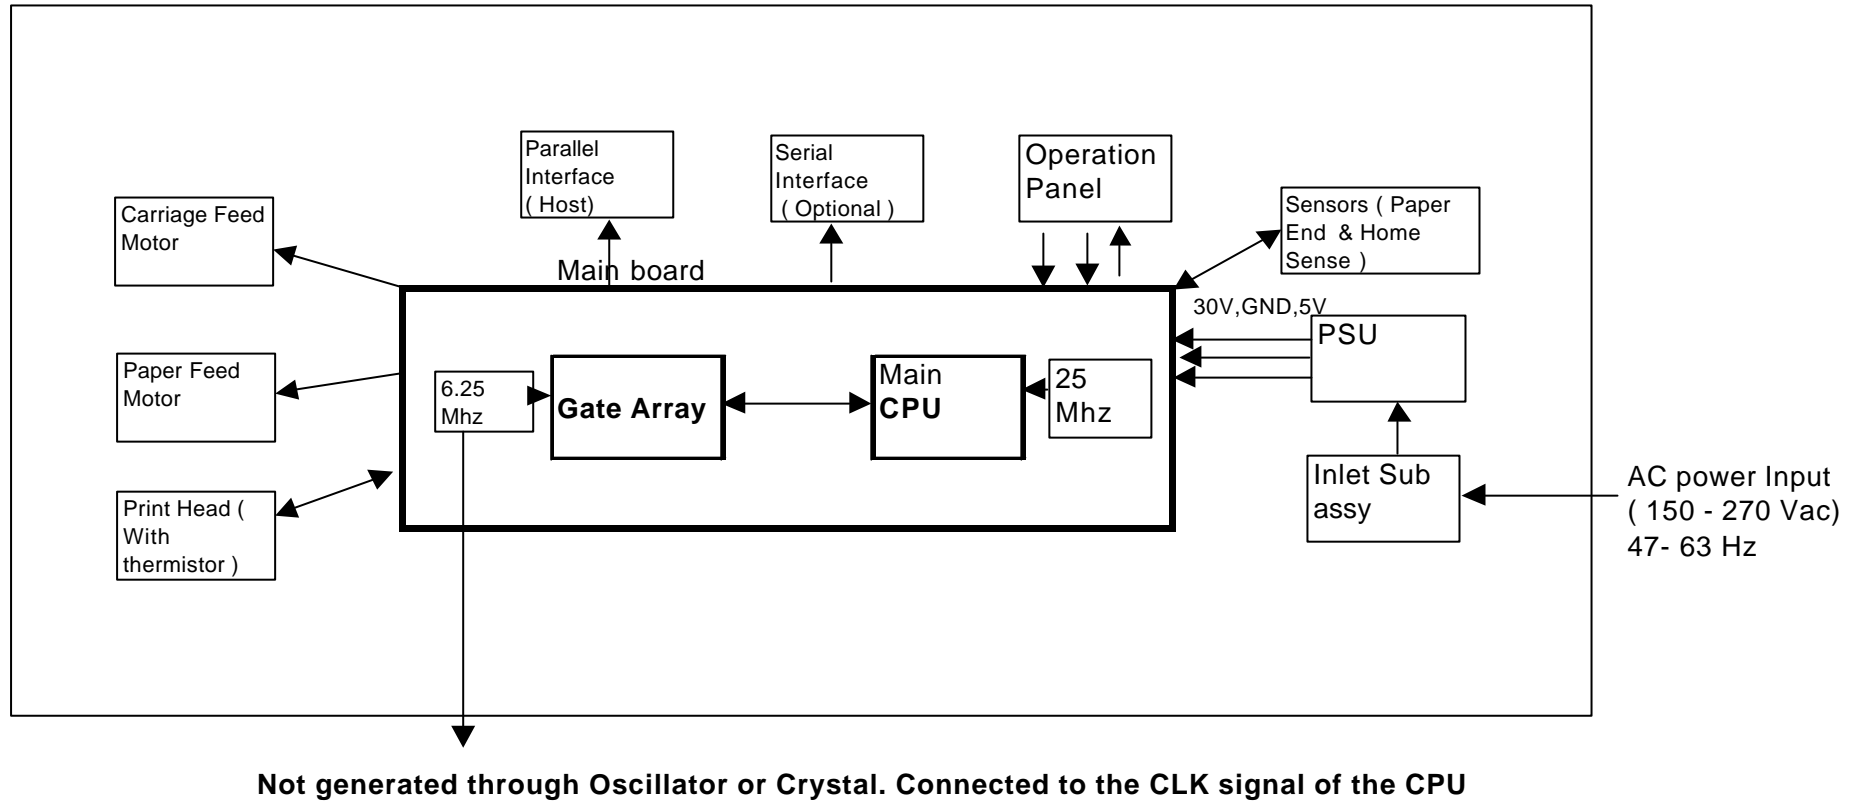 Parallel
Interface
( Host)
Serial
Interface
( Optional )
Operation
Panel
Carriage Feed
Motor
Sensors ( Paper
End & Home
Sense )
Main board
30V,GND,5V
PSU
Paper Feed
Motor
6.25
Mhz
Gate Array
Main
CPU
25
Mhz
Inlet Sub
assy
AC power Input
( 150 - 270 Vac)
47- 63 Hz
Print Head (
With
thermistor )
Not generated through Oscillator or Crystal. Connected to the CLK signal of the CPU